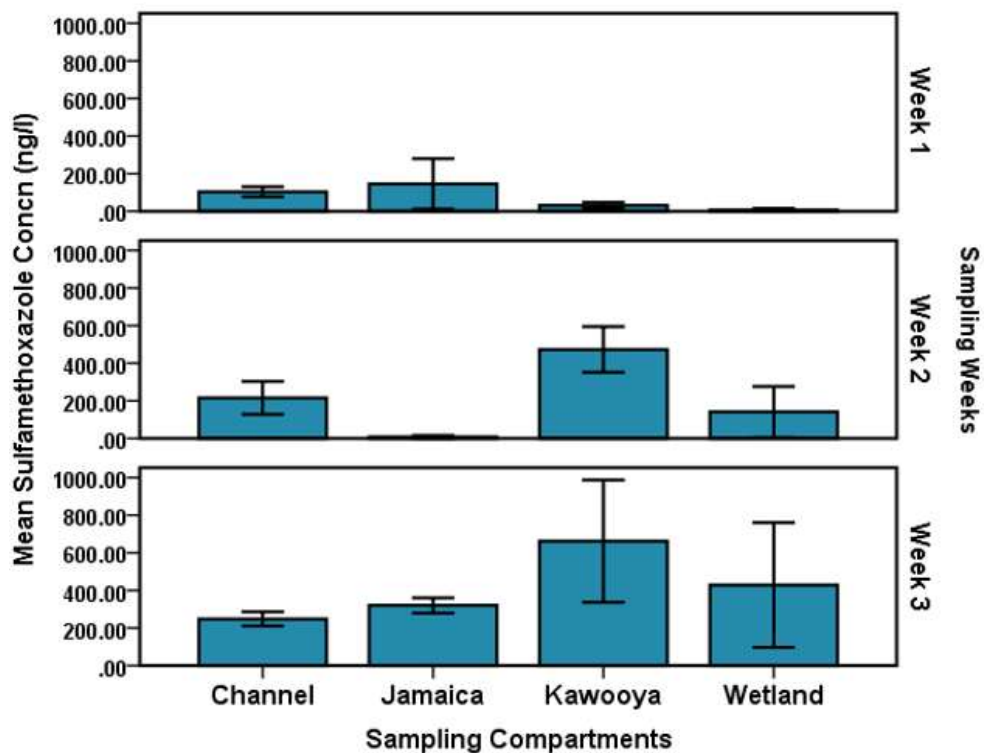 Mean Sulfamethoxazole Concn (ng/l)
1000.00
800.00
600.00
400.00
200.00
.00
Week 1
1000.00
800.00
600.00
400.00
200.00
.00
Week 2
1000.00
800.00
600.00
400.00
200.00
.00
Week 3
Sampling Weeks
Channel Jamaica Kawooya Wetland
Sampling Compartments